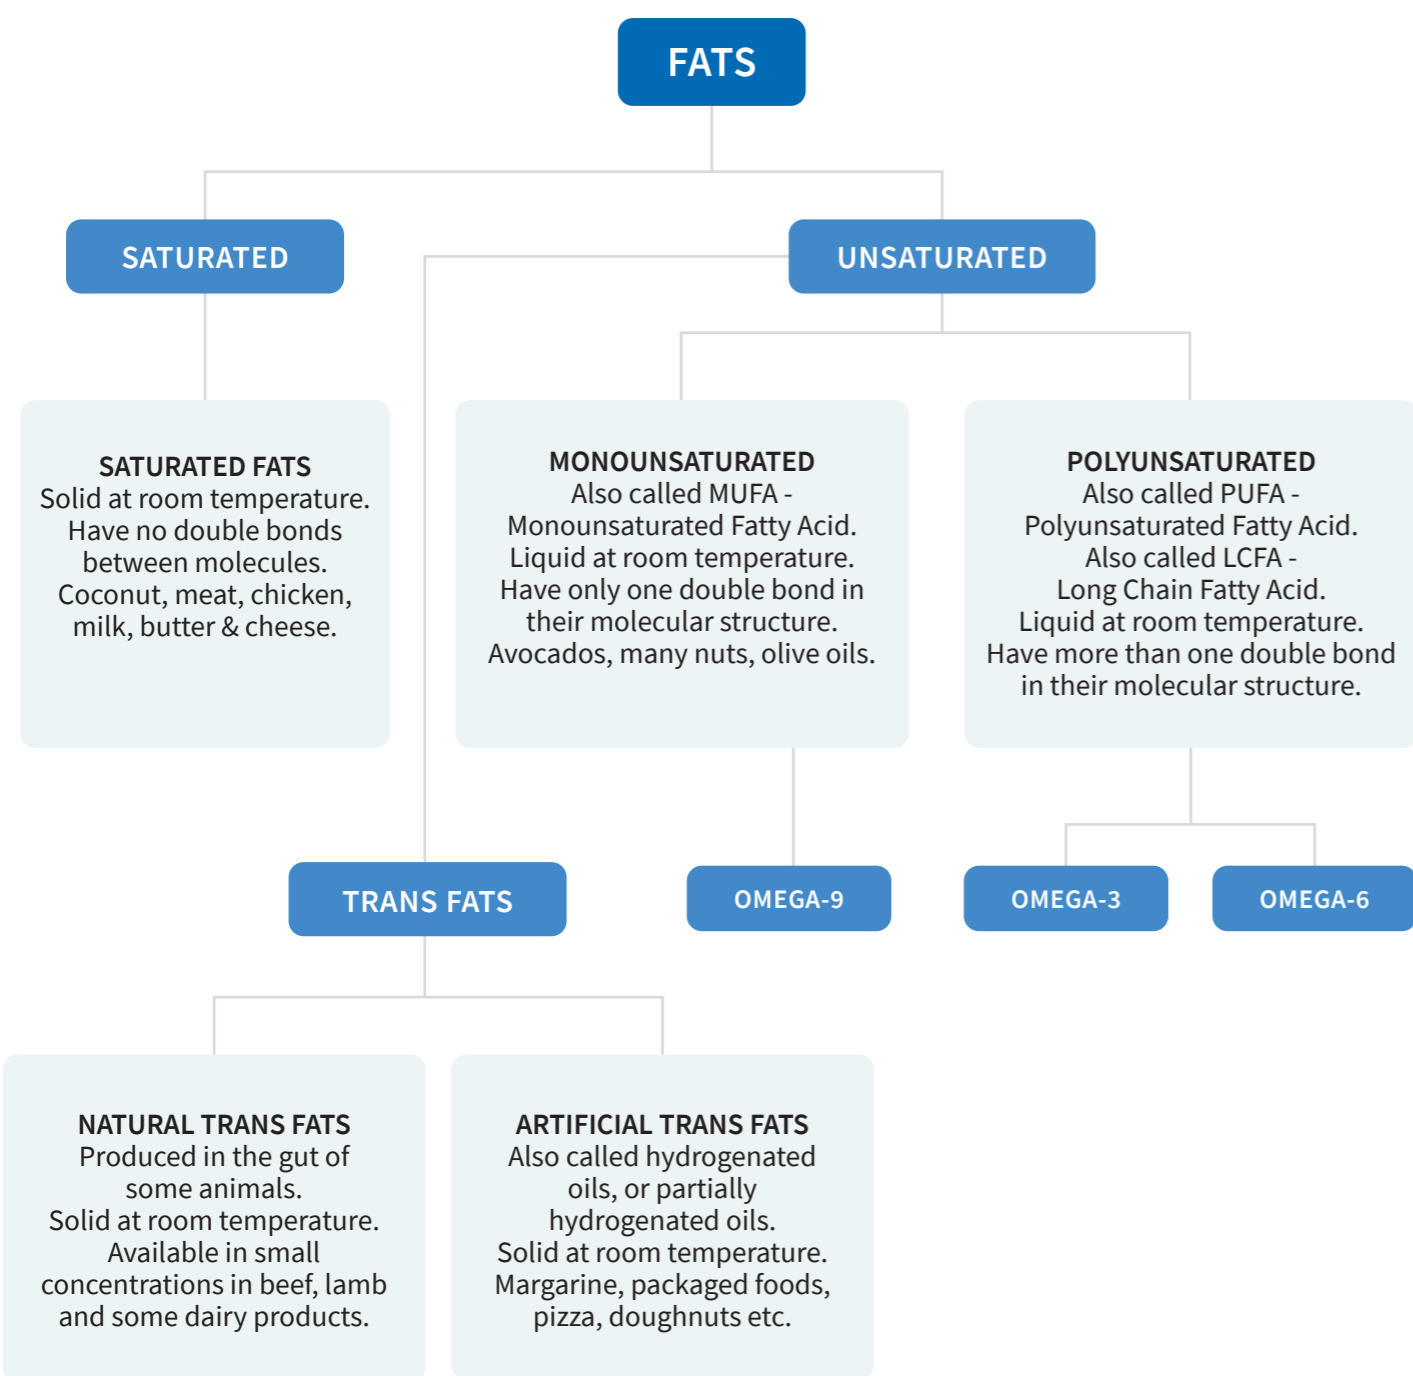 FATS
SATURATED
UNSATURATED
SATURATED FATS
Solid at room temperature.
Have no double bonds
between molecules.
Coconut, meat, chicken,
milk, butter & cheese.
MONOUNSATURATED
Also called MUFA -
Monounsaturated Fatty Acid.
Liquid at room temperature.
Have only one double bond in
their molecular structure.
Avocados, many nuts, olive oils.
POLYUNSATURATED
Also called PUFA -
Polyunsaturated Fatty Acid.
Also called LCFA -
Long Chain Fatty Acid.
Liquid at room temperature.
Have more than one double bond
in their molecular structure.
TRANS FATS
OMEGA-9
OMEGA-3
OMEGA-6
NATURAL TRANS FATS
Produced in the gut of
some animals.
Solid at room temperature.
Available in small
concentrations in beef, lamb
and some dairy products.
ARTIFICIAL TRANS FATS
Also called hydrogenated
oils, or partially
hydrogenated oils.
Solid at room temperature.
Margarine, packaged foods,
pizza, doughnuts etc.